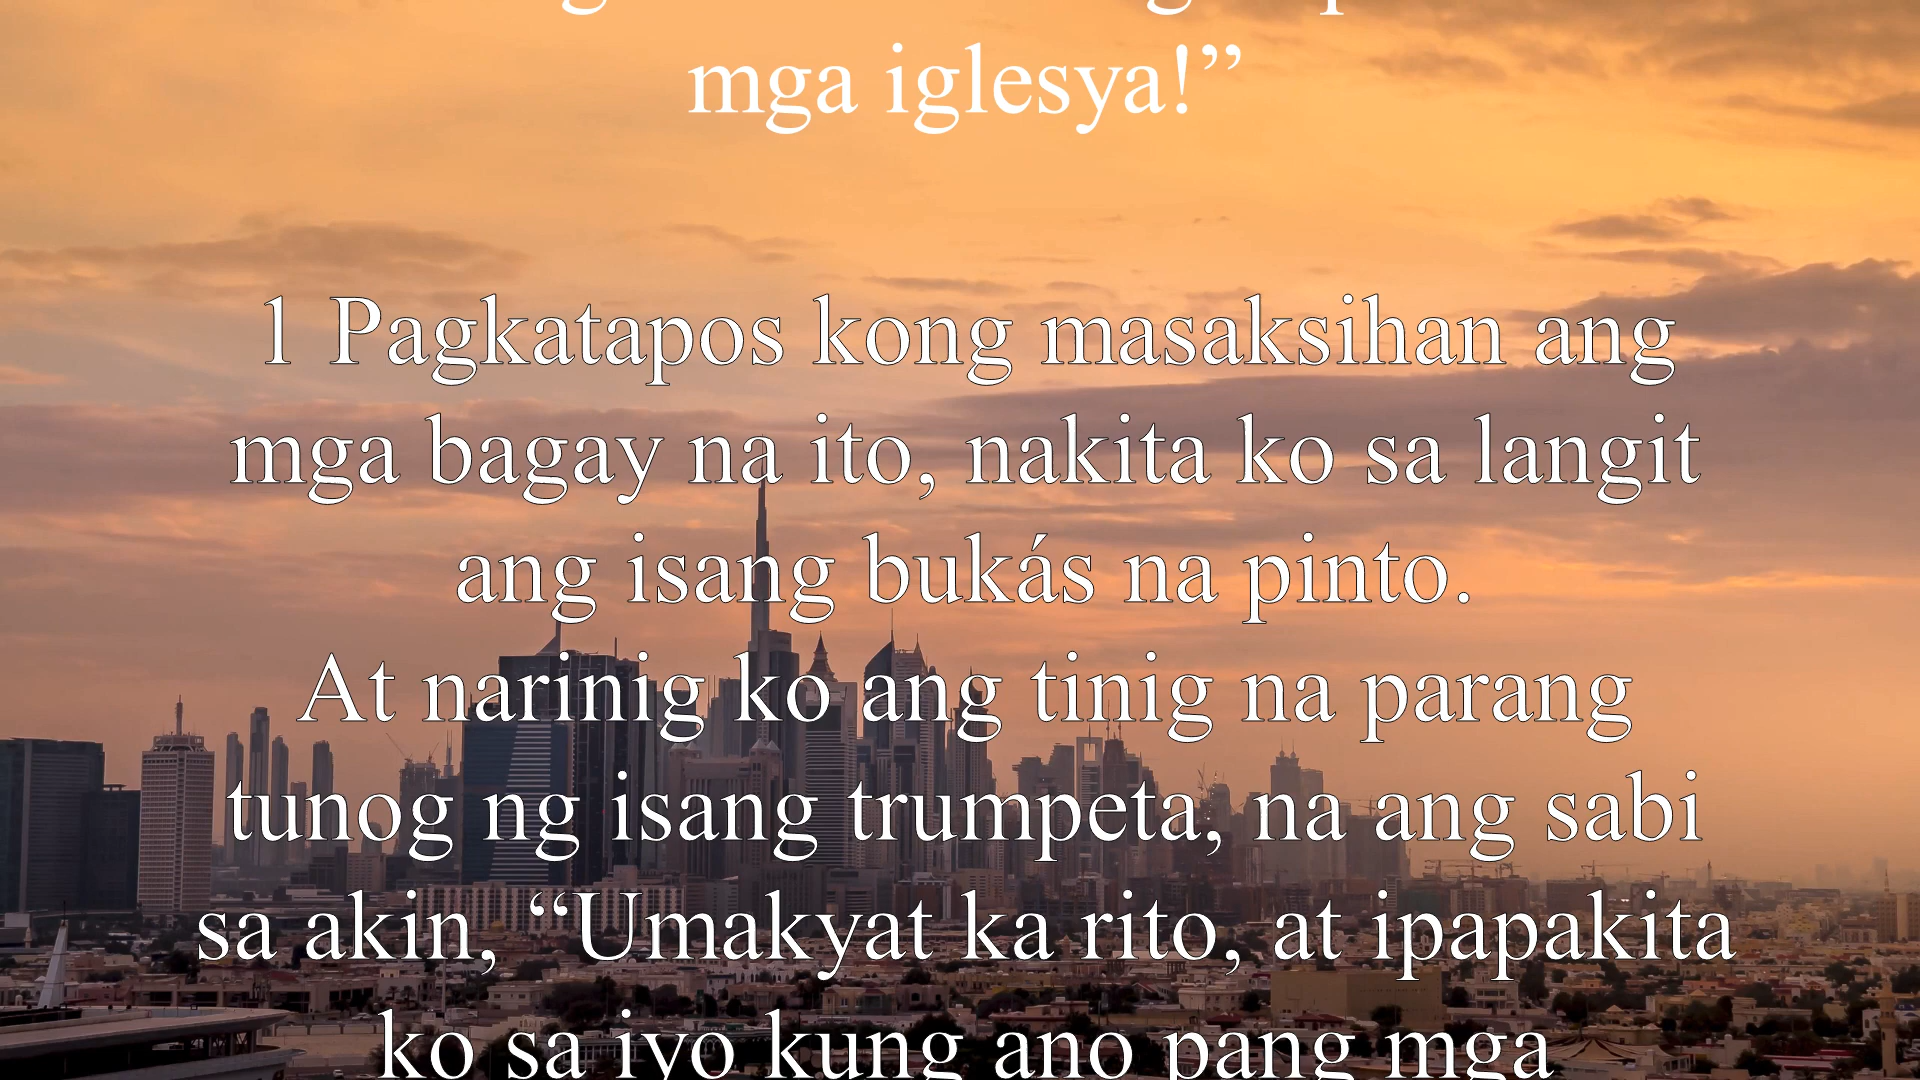 mga iglesya!”
1 Pagkatapos kong masaksihan ang
mga bagay na ito, nakita ko sa langit
ang isang bukás na pinto.
At narinig ko ang tinig na parang
tunog ng isang trumpeta, na ang sabi
sa akin, “Umakyat ka rito, at ipapakita
ko sa iyo kung ano pang mga